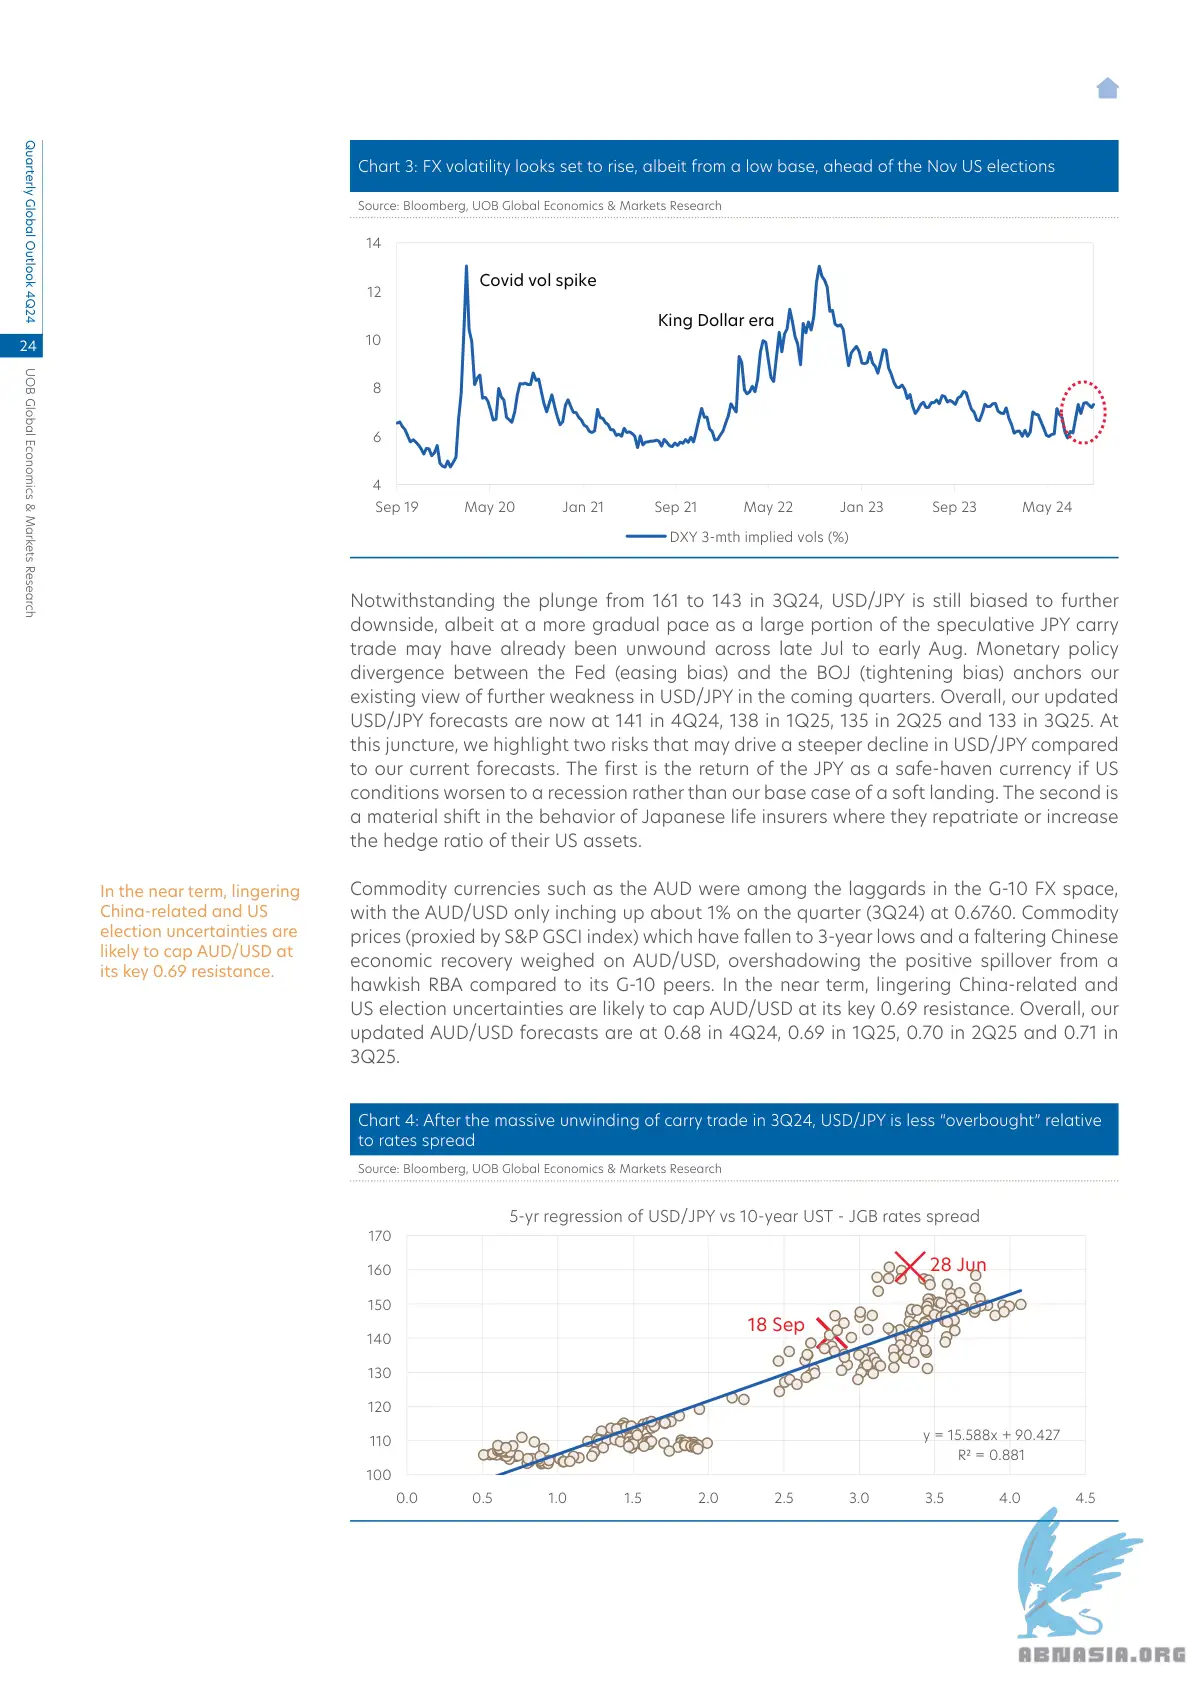 Quarterly Global Outlook 4Q24
24
UOB Global Economics & Markets Research
Chart 3: FX volatility looks set to rise, albeit from a low base, ahead of the Nov US elections
Source: Bloomberg, UOB Global Economics & Markets Research
14
12
10
8
6
4
Covid vol spike
King Dollar era
Sep 19 May 20 Jan 21 Sep 21 May 22 Jan 23 Sep 23 May 24
DXY 3-mth implied vols (%)
Notwithstanding the plunge from 161 to 143 in 3Q24, USD/JPY is still biased to further
downside, albeit at a more gradual pace as a large portion of the speculative JPY carry
trade may have already been unwound across late Jul to early Aug. Monetary policy
divergence between the Fed (easing bias) and the BOJ (tightening bias) anchors our
existing view of further weakness in USD/JPY in the coming quarters. Overall, our updated
USD/JPY forecasts are now at 141 in 4Q24, 138 in 1Q25, 135 in 2Q25 and 133 in 3Q25. At
this juncture, we highlight two risks that may drive a steeper decline in USD/JPY compared
to our current forecasts. The first is the return of the JPY as a safe-haven currency if US
conditions worsen to a recession rather than our base case of a soft landing. The second is
a material shift in the behavior of Japanese life insurers where they repatriate or increase
the hedge ratio of their US assets.
In the near term, lingering
China-related and US
election uncertainties are
likely to cap AUD/USD at
its key 0.69 resistance.
Commodity currencies such as the AUD were among the laggards in the G-10 FX space,
with the AUD/USD only inching up about 1% on the quarter (3Q24) at 0.6760. Commodity
prices (proxied by S&P GSCI index) which have fallen to 3-year lows and a faltering Chinese
economic recovery weighed on AUD/USD, overshadowing the positive spillover from a
hawkish RBA compared to its G-10 peers. In the near term, lingering China-related and
US election uncertainties are likely to cap AUD/USD at its key 0.69 resistance. Overall, our
updated AUD/USD forecasts are at 0.68 in 4Q24, 0.69 in 1Q25, 0.70 in 2Q25 and 0.71 in
3Q25.
Chart 4: After the massive unwinding of carry trade in 3Q24, USD/JPY is less “overbought” relative
to rates spread
Source: Bloomberg, UOB Global Economics & Markets Research
5-yr regression of USD/JPY vs 10-year UST - JGB rates spread
170
160
150
140
130
120
110
100
28 Jun
18 Sep
y = 15.588x + 90.427
R² = 0.881
0.0 0.5 1.0 1.5 2.0 2.5 3.0 3.5 4.0 4.5
ABNASIA.ORG